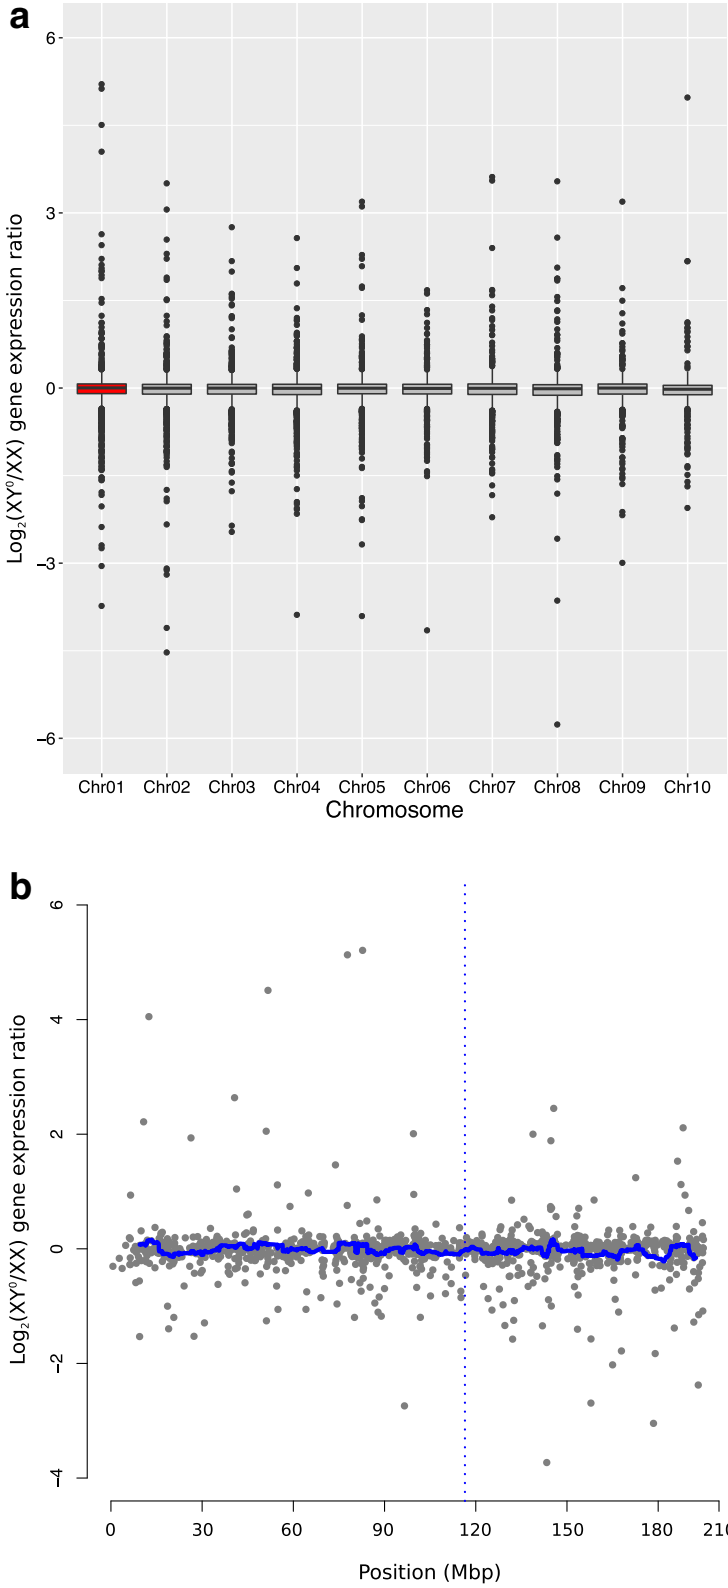 a
6
3
0
−3
−6
Log₂(XY⁰/XX) gene expression ratio
Chr01 Chr02 Chr03 Chr04 Chr05 Chr06 Chr07 Chr08 Chr09 Chr10
Chromosome
b
6
4
2
0
−2
−4
Log₂(XY⁰/XX) gene expression ratio
0 30 60 90 120 150 180 210
Position (Mbp)